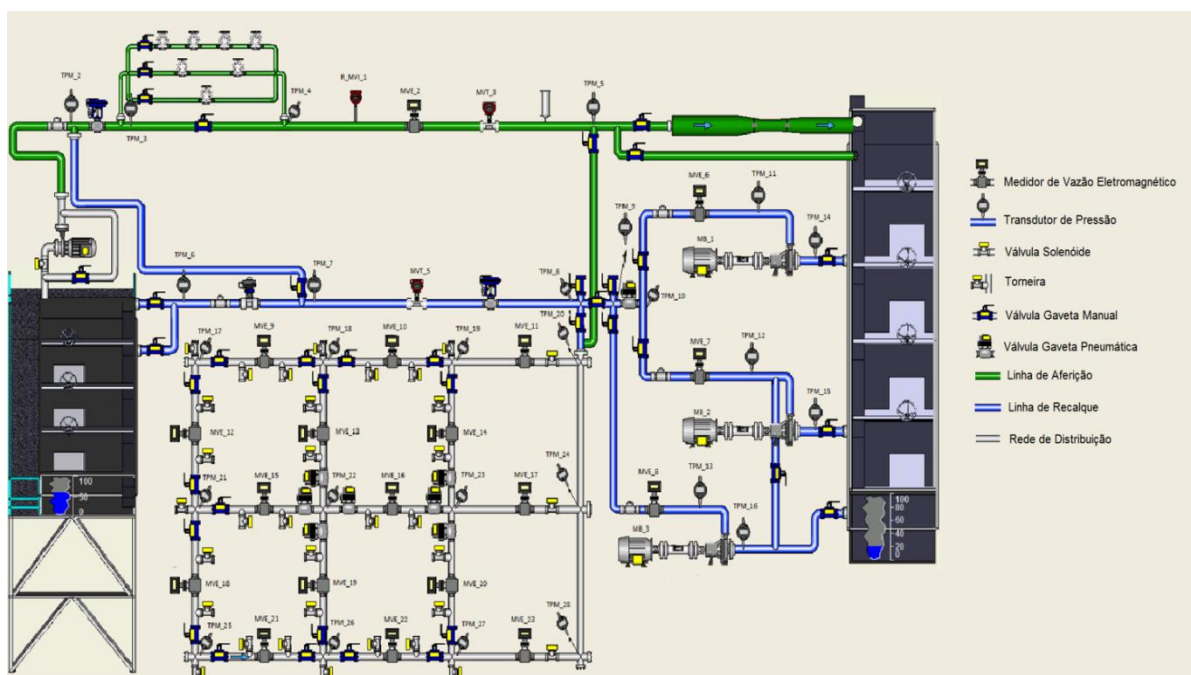 TPM_2
TPM_3
TPM_4
R_MVI_1
MVE_2
MVT_3
TPM_5
MVE_6
TPM_11
TPM_9
TPM_14
MB_1
TPM_6
TPM_7
MVT_5
TPM_8
TPM_10
TPM_17
MVE_9
TPM_18
MVE_10
TPM_19
MVE_11
MVE_7
TPM_12
TPM_15
MB_2
MVE_12
MVE_13
MVE_14
TPM_21
MVE_15
TPM_22
MVE_16
TPM_23
MVE_17
TPM_24
MVE_8
TPM_13
TPM_16
MB_3
MVE_18
MVE_19
MVE_20
TPM_25
MVE_21
TPM_26
MVE_22
TPM_27
MVE_23
TPM_28
100
50
0
100
80
60
40
20
0
Medidor de Vazão Eletromagnético
Transdutor de Pressão
Válvula Solenóide
Torneira
Válvula Gaveta Manual
Válvula Gaveta Pneumática
Linha de Aferição
Linha de Recalque
Rede de Distribuição